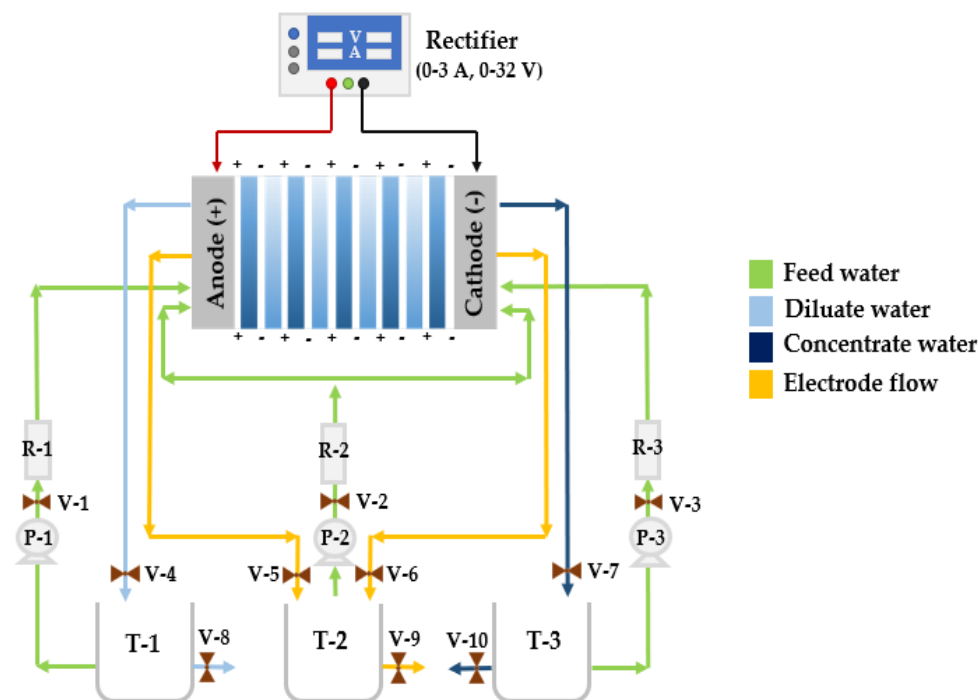 V
A
Rectifier
(0-3 A, 0-32 V)
+ - + - + - + - + -
Anode (+)
Cathode (-)
+ - + - + - + - + -
Feed water
Diluate water
Concentrate water
Electrode flow
R-1
R-2
R-3
V-1
V-2
V-3
P-1
P-2
P-3
V-4
V-5
V-6
V-7
T-1
V-8
T-2
V-9
V-10
T-3